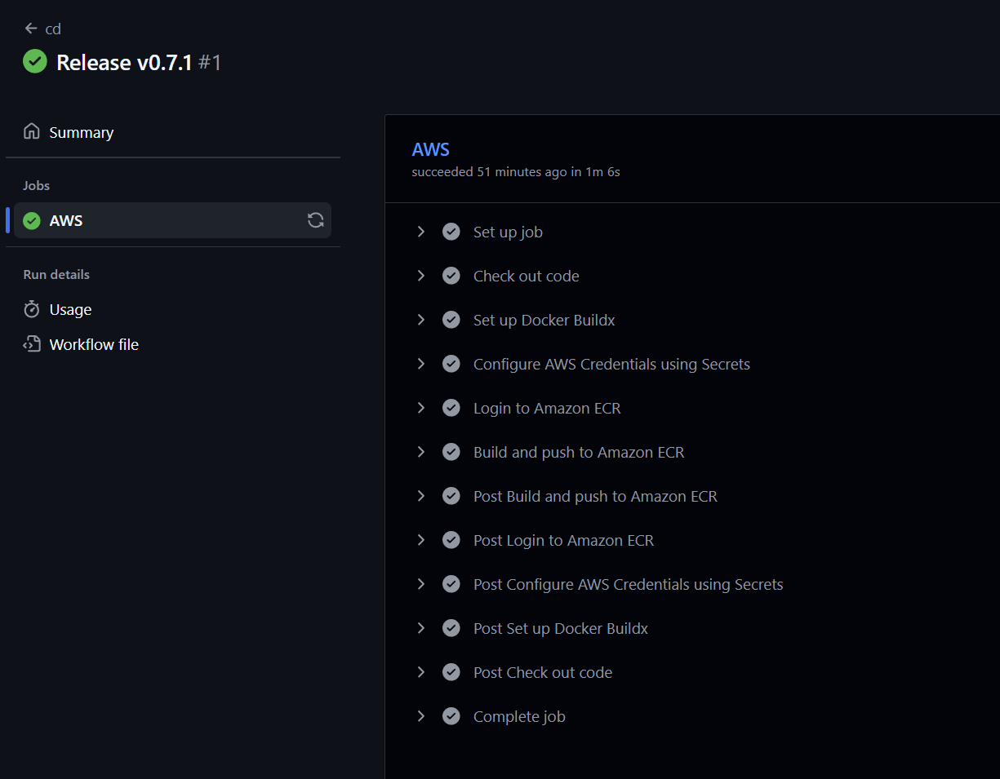 cd
Release v0.7.1 #1
Summary
Jobs
AWS
Run details
Usage
Workflow file
AWS
succeeded 51 minutes ago in 1m 6s
Set up job
Check out code
Set up Docker Buildx
Configure AWS Credentials using Secrets
Login to Amazon ECR
Build and push to Amazon ECR
Post Build and push to Amazon ECR
Post Login to Amazon ECR
Post Configure AWS Credentials using Secrets
Post Set up Docker Buildx
Post Check out code
Complete job